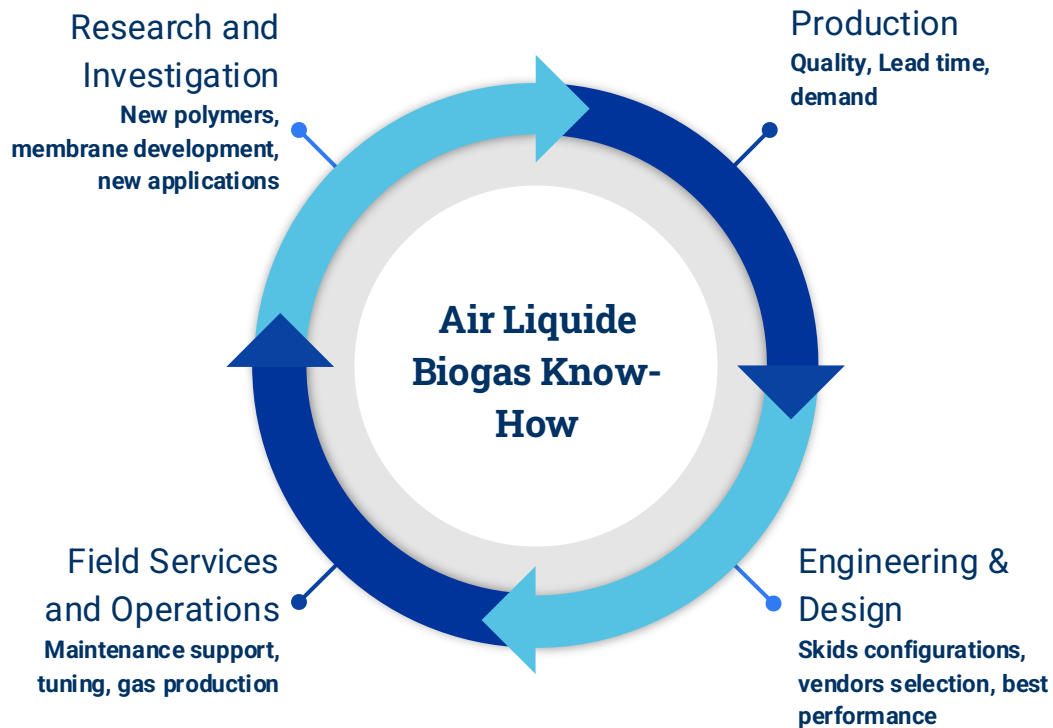 Research and
Investigation
New polymers,
membrane development,
new applications
Production
Quality, Lead time,
demand
Air Liquide
Biogas Know-
How
Field Services
and Operations
Maintenance support,
tuning, gas production
Engineering &
Design
Skids configurations,
vendors selection, best
performance